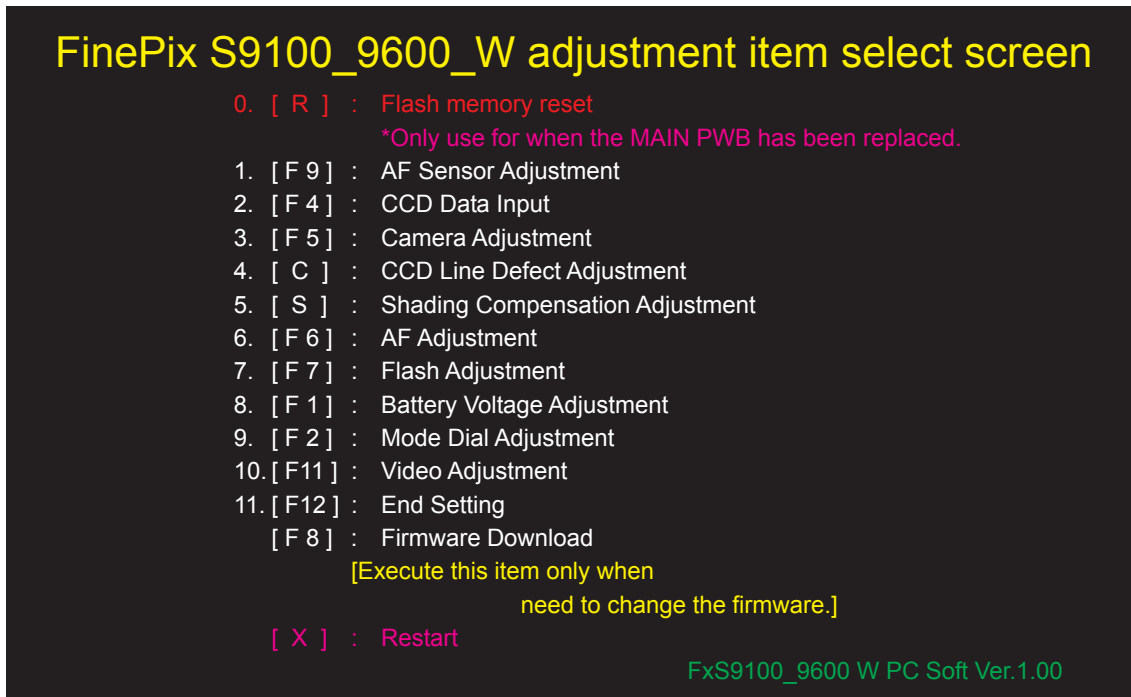 FinePix S9100_9600_W adjustment item select screen
0. [ R ] : Flash memory reset
*Only use for when the MAIN PWB has been replaced.
1. [ F 9 ] : AF Sensor Adjustment
2. [ F 4 ] : CCD Data Input
3. [ F 5 ] : Camera Adjustment
4. [ C ] : CCD Line Defect Adjustment
5. [ S ] : Shading Compensation Adjustment
6. [ F 6 ] : AF Adjustment
7. [ F 7 ] : Flash Adjustment
8. [ F 1 ] : Battery Voltage Adjustment
9. [ F 2 ] : Mode Dial Adjustment
10. [ F11 ] : Video Adjustment
11. [ F12 ] : End Setting
[ F 8 ] : Firmware Download
[Execute this item only when
need to change the firmware.]
[ X ] : Restart
FxS9100_9600 W PC Soft Ver.1.00